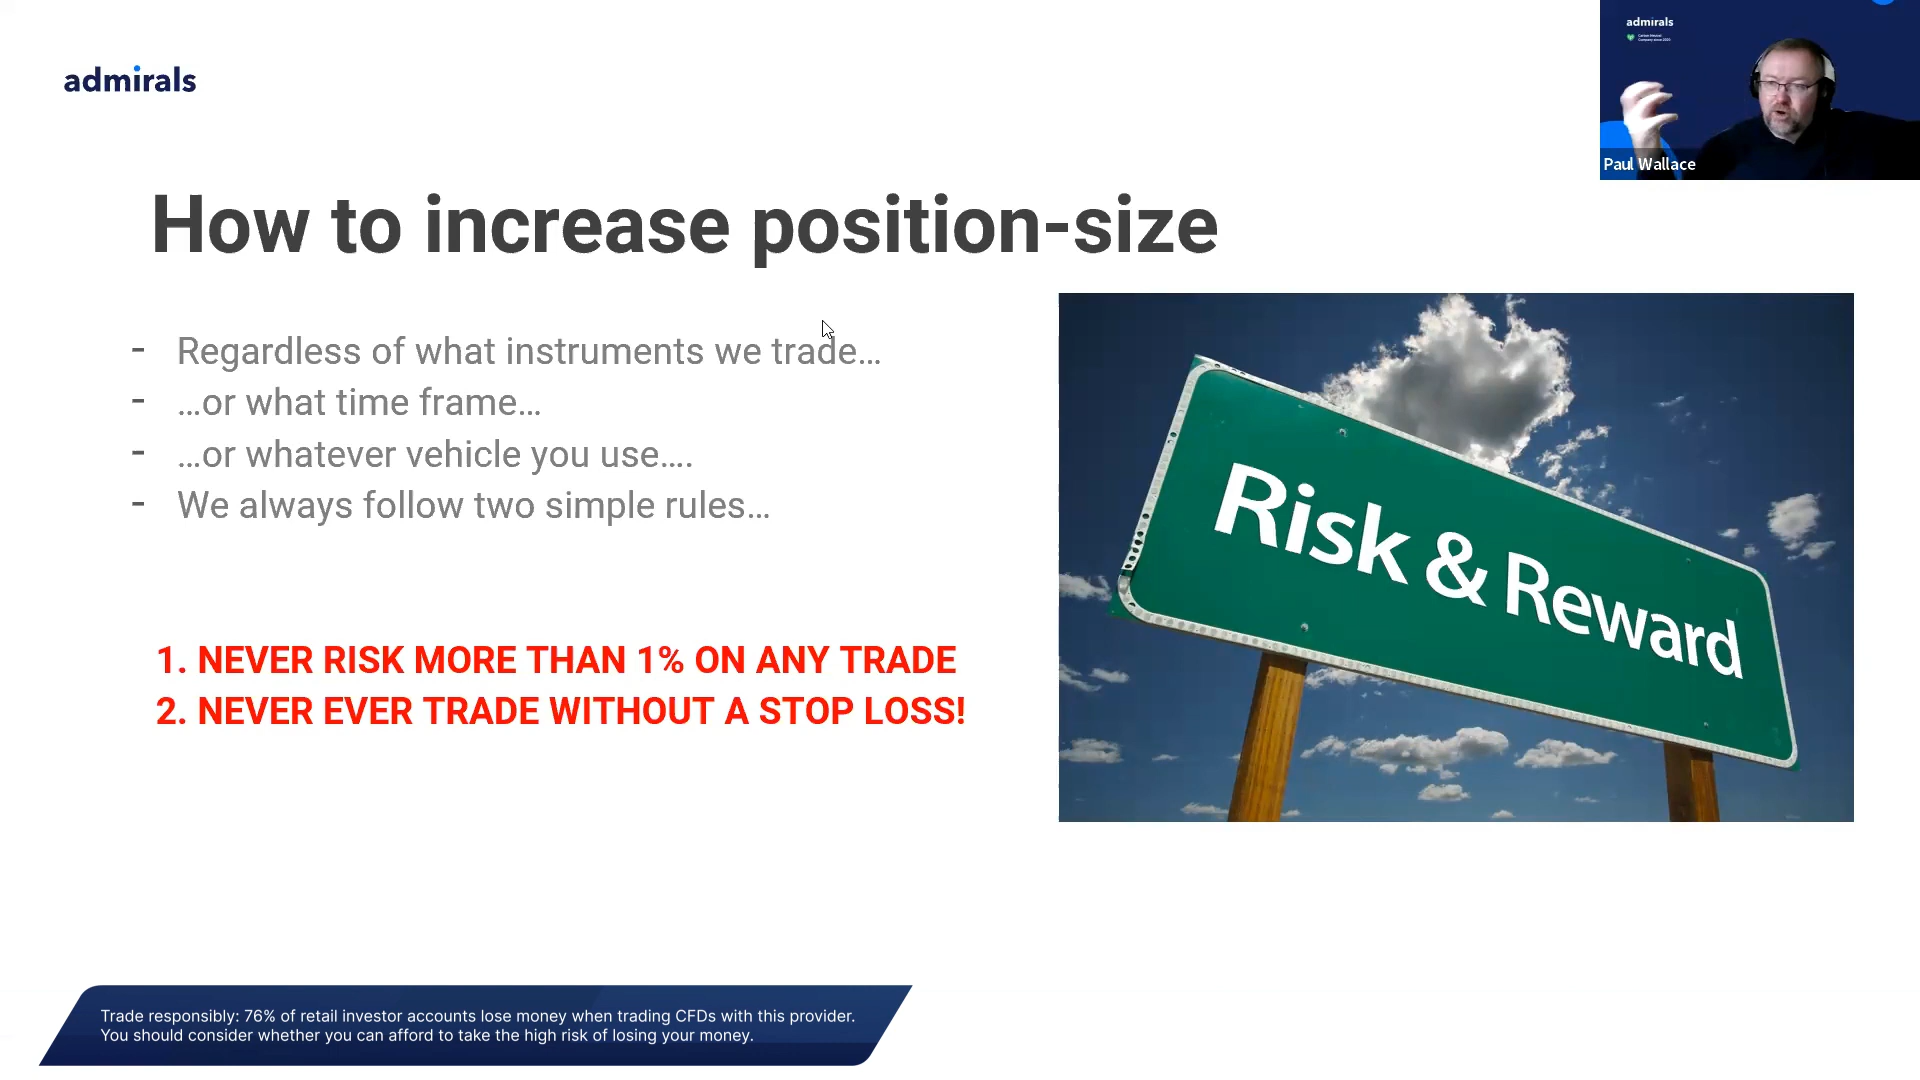 admirals
admirals
Paul Wallace
How to increase position-size
- Regardless of what instruments we trade...
- ...or what time frame...
- ...or whatever vehicle you use....
- We always follow two simple rules...
1. NEVER RISK MORE THAN 1% ON ANY TRADE
2. NEVER EVER TRADE WITHOUT A STOP LOSS!
Risk & Reward
Trade responsibly: 76% of retail investor accounts lose money when trading CFDs with this provider.
You should consider whether you can afford to take the high risk of losing your money.